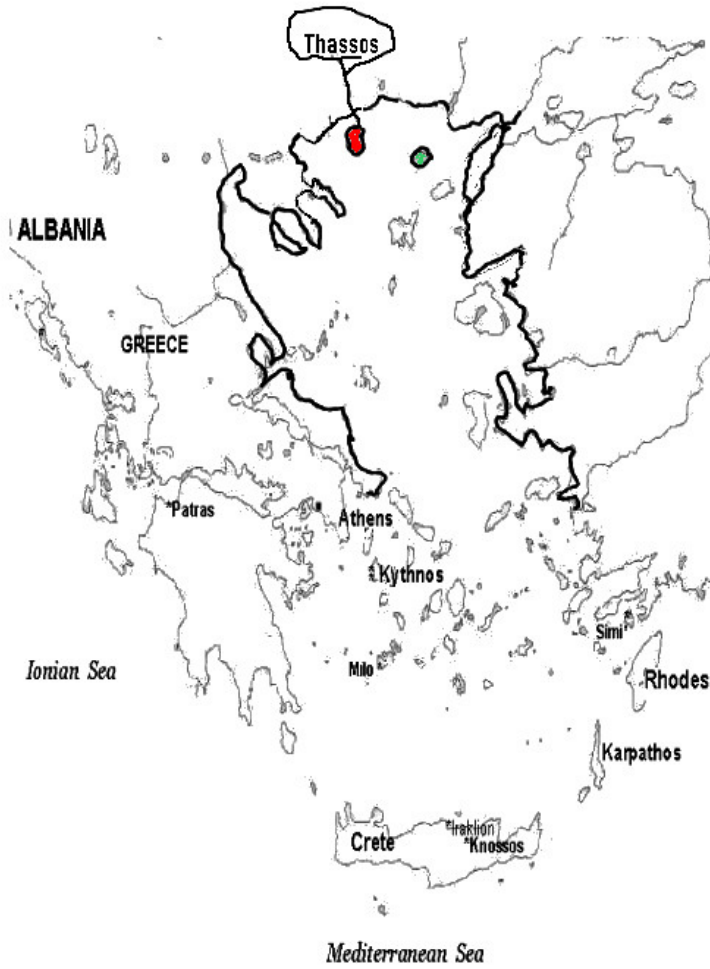 Thassos
ALBANIA
GREECE
*Patras
Athens
Kythnos
Simi*
Ionian Sea
Milo
Rhodes
Karpathos
*Iraklion
Crete
*Knossos
Mediterranean Sea